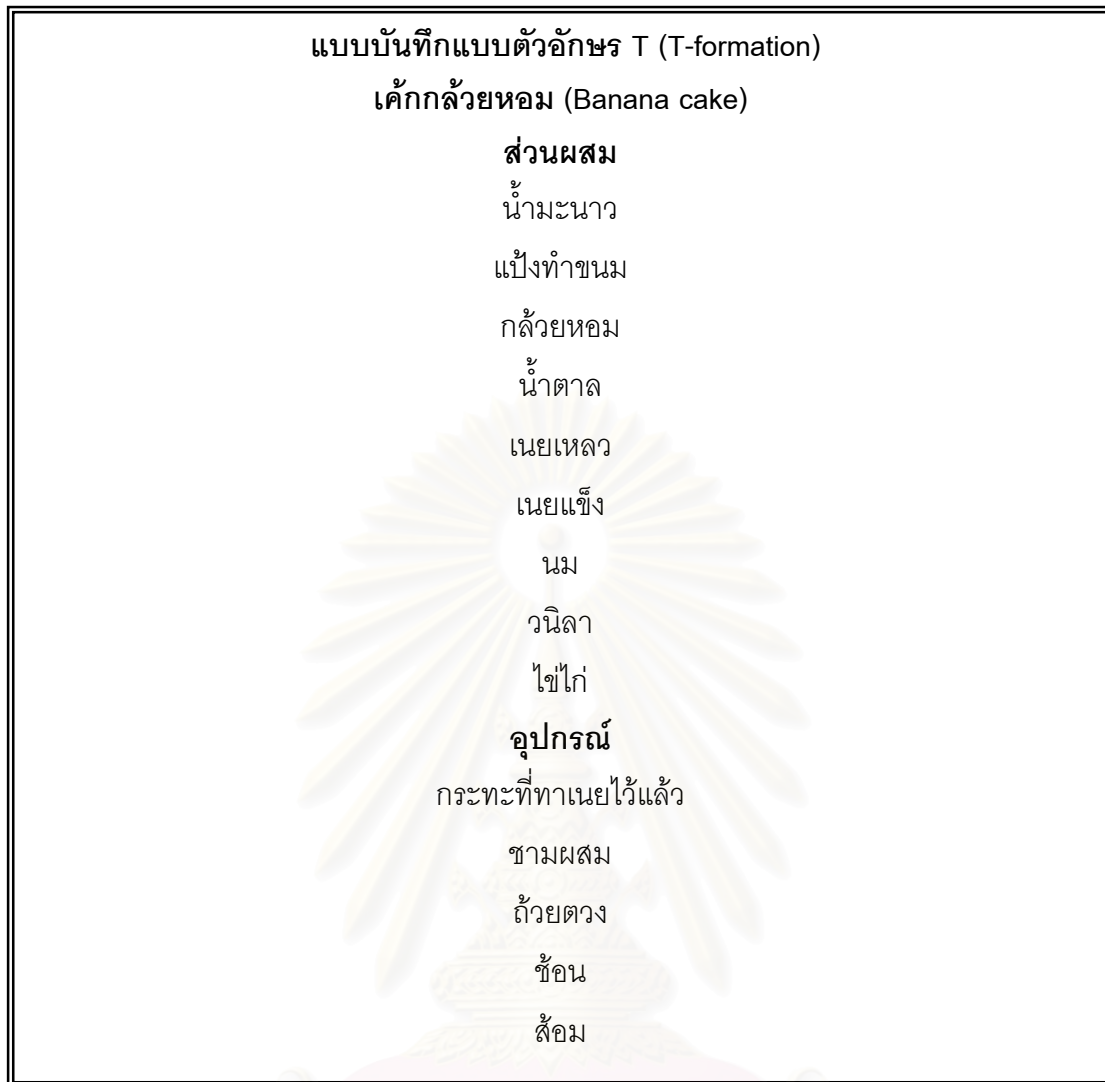 แบบบันทึกแบบตัวอักษร T (T-formation)
เค้กกล้วยหอม (Banana cake)
ส่วนผสม
น้ำมะนาว
แป้งทำขนม
กล้วยหอม
น้ำตาล
เนยเหลว
เนยแข็ง
นม
วนิลา
ไข่ไก่
อุปกรณ์
กระทะที่ทาเนยไว้แล้ว
ชามผสม
ถ้วยตวง
ช้อน
ส้อม